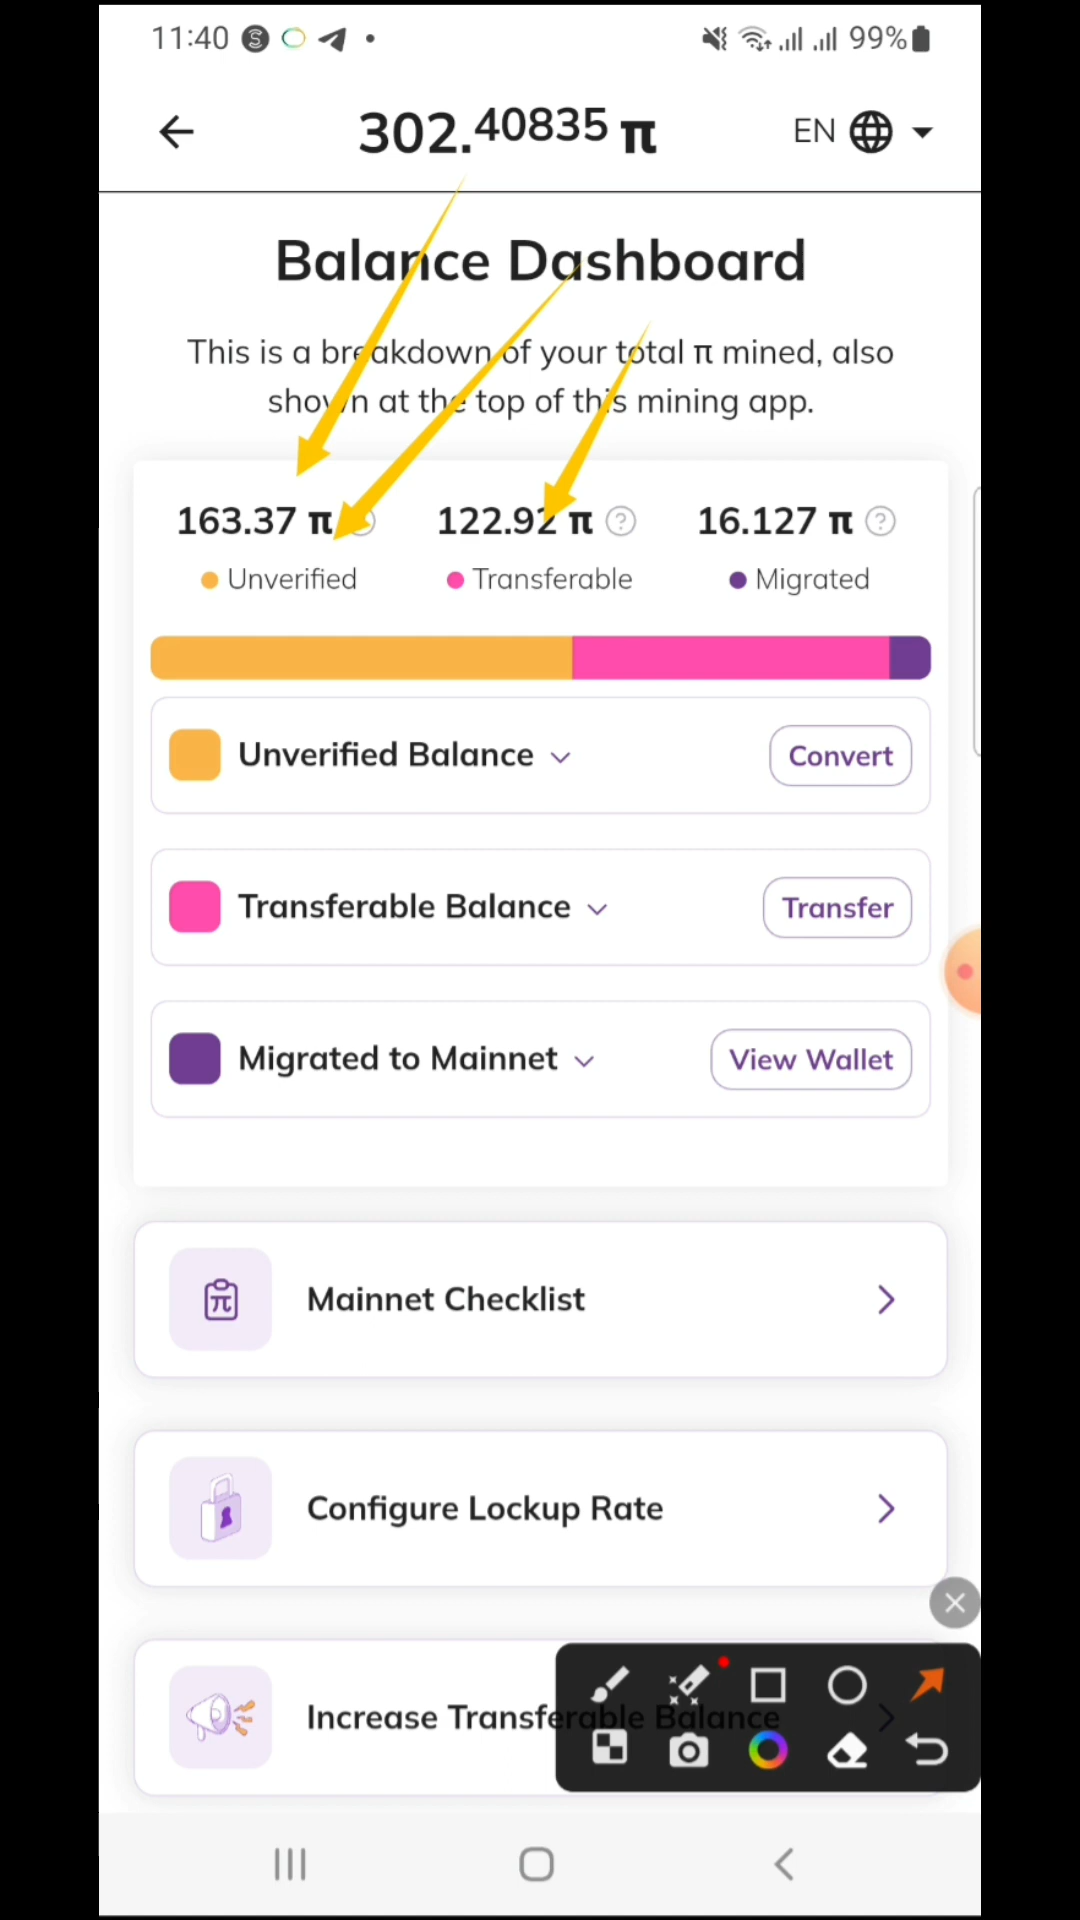 11:40 99%
302.40835 π EN
Balance Dashboard
This is a breakdown of your total π mined, also
shown at the top of this mining app.
163.37 π 122.92 π ? 16.127 π ?
Unverified Transferable Migrated
Unverified Balance Convert
Transferable Balance Transfer
Migrated to Mainnet View Wallet
Mainnet Checklist
Configure Lockup Rate
Increase Transferable Balance